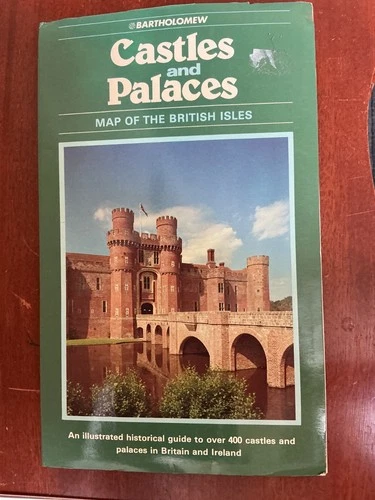 BARTHOLOMEW
Castles
and
Palaces
MAP OF THE BRITISH ISLES
An illustrated historical guide to over 400 castles and
palaces in Britain and Ireland